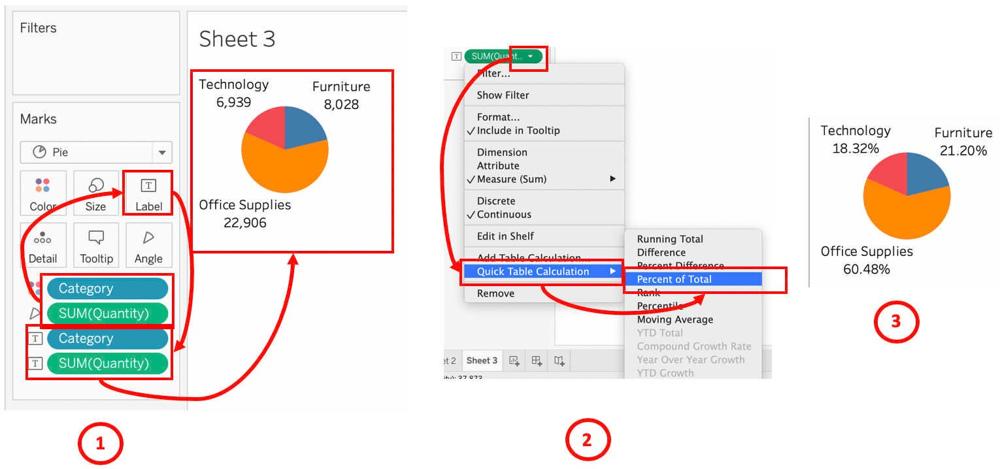 Filters
Marks
Pie
Color
Size
Label
Detail
Tooltip
Angle
Category
SUM(Quantity)
T Category
T SUM(Quantity)
Sheet 3
Technology
6,939
Furniture
8,028
Office Supplies
22,906
1
T SUM(Quant..
Filter...
Show Filter
Format...
✓Include in Tooltip
Dimension
Attribute
✓Measure (Sum)
Discrete
✓Continuous
Edit in Shelf
Add Table Calculation...
Quick Table Calculation
Remove
Running Total
Difference
Percent Difference
Percent of Total
Rank
Percentile
Moving Average
YTD Total
Compound Growth Rate
Year Over Year Growth
YTD Growth
et 2 Sheet 3
ity): 37,873
2
Technology
18.32%
Furniture
21.20%
Office Supplies
60.48%
3